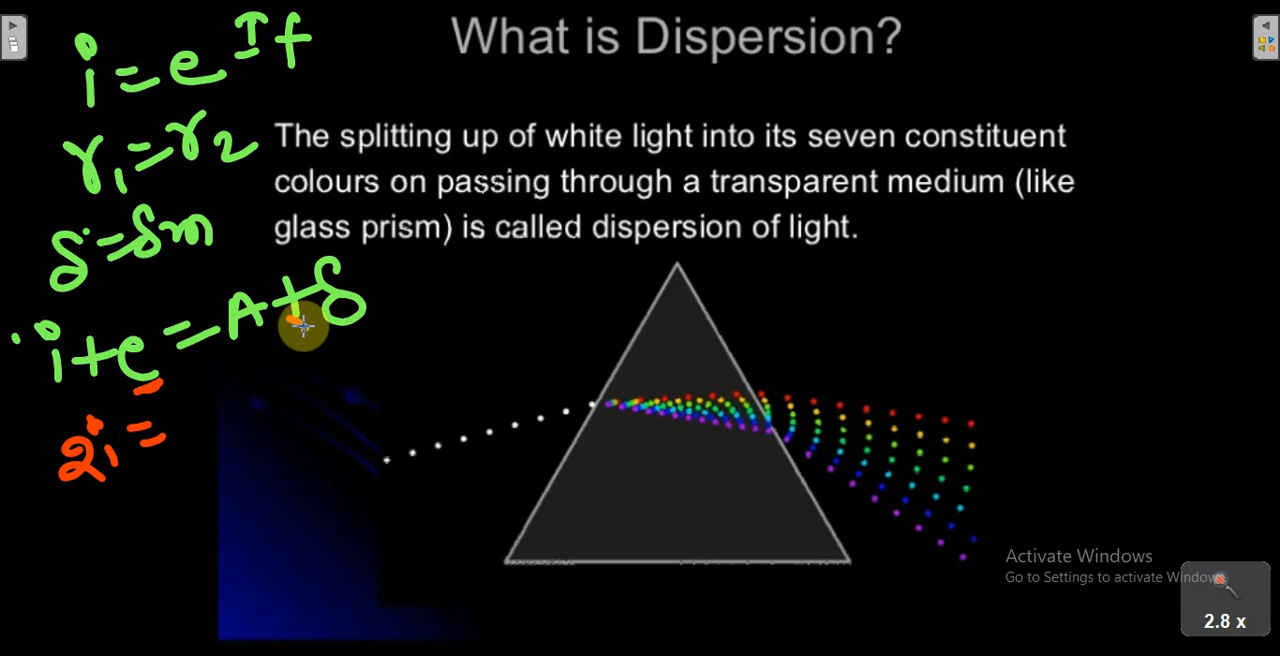 What is Dispersion?
The splitting up of white light into its seven constituent
colours on passing through a transparent medium (like
glass prism) is called dispersion of light.
i = e If
r₁ = r₂
δ = δm
i + e = A + δ
2i =
Activate Windows
Go to Settings to activate Windows
2.8 x